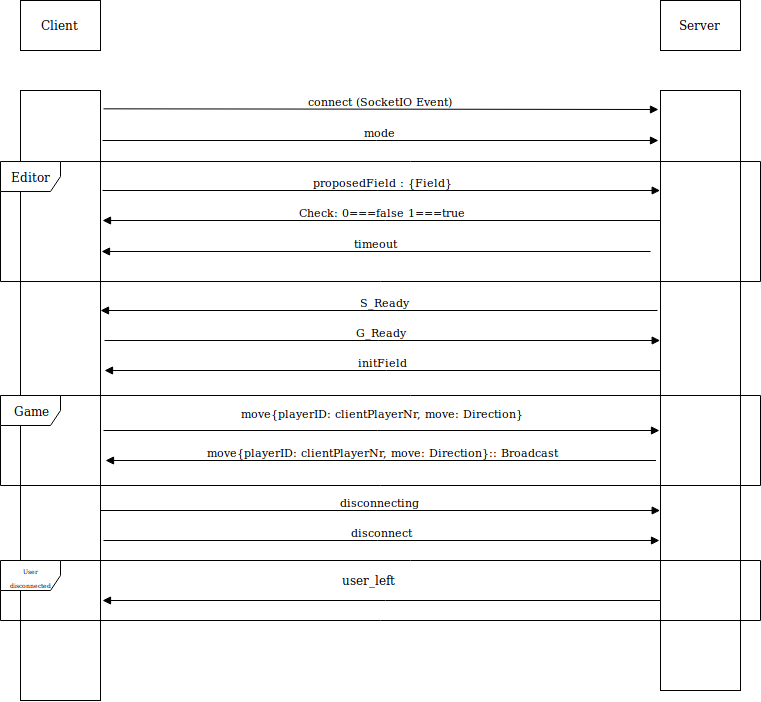 Client
Server
connect (SocketIO Event)
mode
Editor
proposedField : {Field}
Check: 0===false 1===true
timeout
S_Ready
G_Ready
initField
Game
move{playerID: clientPlayerNr, move: Direction}
move{playerID: clientPlayerNr, move: Direction}:: Broadcast
disconnecting
disconnect
User
disconnected
user_left